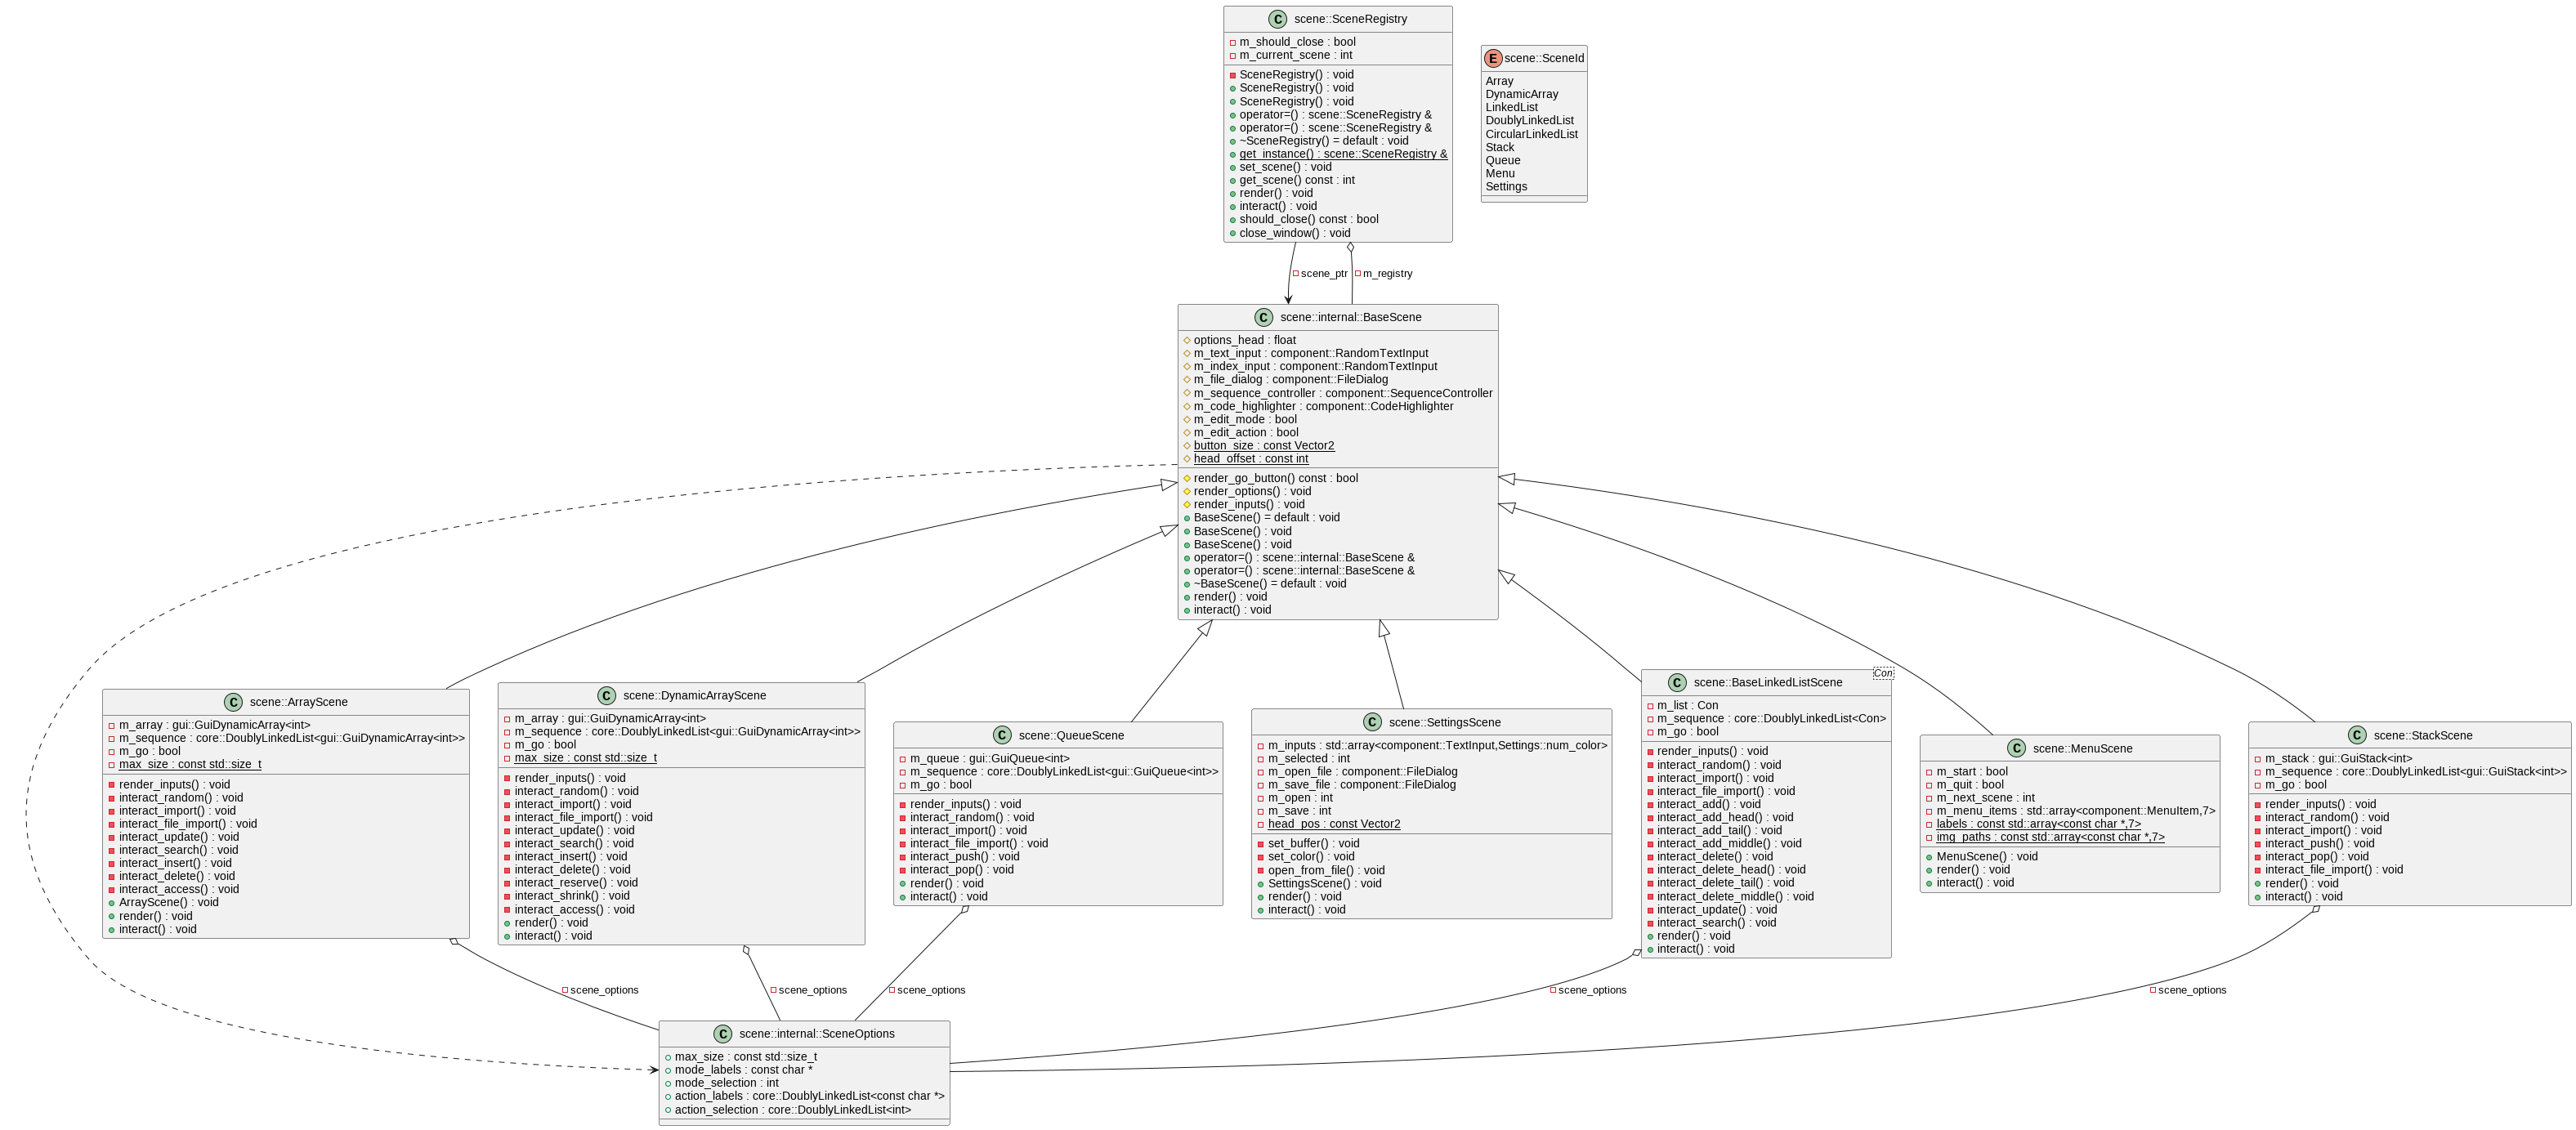 C scene::SceneRegistry
m_should_close : bool
m_current_scene : int
SceneRegistry() : void
SceneRegistry() : void
SceneRegistry() : void
operator=() : scene::SceneRegistry &
operator=() : scene::SceneRegistry &
~SceneRegistry() = default : void
get_instance() : scene::SceneRegistry &
set_scene() : void
get_scene() const : int
render() : void
interact() : void
should_close() const : bool
close_window() : void
E scene::SceneId
Array
DynamicArray
LinkedList
DoublyLinkedList
CircularLinkedList
Stack
Queue
Menu
Settings
scene_ptr
m_registry
C scene::internal::BaseScene
options_head : float
m_text_input : component::RandomTextInput
m_index_input : component::RandomTextInput
m_file_dialog : component::FileDialog
m_sequence_controller : component::SequenceController
m_code_highlighter : component::CodeHighlighter
m_edit_mode : bool
m_edit_action : bool
button_size : const Vector2
head_offset : const int
render_go_button() const : bool
render_options() : void
render_inputs() : void
BaseScene() = default : void
BaseScene() : void
BaseScene() : void
operator=() : scene::internal::BaseScene &
operator=() : scene::internal::BaseScene &
~BaseScene() = default : void
render() : void
interact() : void
C scene::ArrayScene
m_array : gui::GuiDynamicArray<int>
m_sequence : core::DoublyLinkedList<gui::GuiDynamicArray<int>>
m_go : bool
max_size : const std::size_t
render_inputs() : void
interact_random() : void
interact_import() : void
interact_file_import() : void
interact_update() : void
interact_search() : void
interact_insert() : void
interact_delete() : void
interact_access() : void
ArrayScene() : void
render() : void
interact() : void
C scene::DynamicArrayScene
m_array : gui::GuiDynamicArray<int>
m_sequence : core::DoublyLinkedList<gui::GuiDynamicArray<int>>
m_go : bool
max_size : const std::size_t
render_inputs() : void
interact_random() : void
interact_import() : void
interact_file_import() : void
interact_update() : void
interact_search() : void
interact_insert() : void
interact_delete() : void
interact_reserve() : void
interact_shrink() : void
interact_access() : void
render() : void
interact() : void
C scene::QueueScene
m_queue : gui::GuiQueue<int>
m_sequence : core::DoublyLinkedList<gui::GuiQueue<int>>
m_go : bool
render_inputs() : void
interact_random() : void
interact_import() : void
interact_file_import() : void
interact_push() : void
interact_pop() : void
render() : void
interact() : void
C scene::SettingsScene
m_inputs : std::array<component::TextInput,Settings::num_color>
m_selected : int
m_open_file : component::FileDialog
m_save_file : component::FileDialog
m_open : int
m_save : int
head_pos : const Vector2
set_buffer() : void
set_color() : void
open_from_file() : void
SettingsScene() : void
render() : void
interact() : void
C scene::BaseLinkedListScene
Con
m_list : Con
m_sequence : core::DoublyLinkedList<Con>
m_go : bool
render_inputs() : void
interact_random() : void
interact_import() : void
interact_file_import() : void
interact_add() : void
interact_add_head() : void
interact_add_tail() : void
interact_add_middle() : void
interact_delete() : void
interact_delete_head() : void
interact_delete_tail() : void
interact_delete_middle() : void
interact_update() : void
interact_search() : void
render() : void
interact() : void
C scene::MenuScene
m_start : bool
m_quit : bool
m_next_scene : int
m_menu_items : std::array<component::MenuItem,7>
labels : const std::array<const char *,7>
img_paths : const std::array<const char *,7>
MenuScene() : void
render() : void
interact() : void
C scene::StackScene
m_stack : gui::GuiStack<int>
m_sequence : core::DoublyLinkedList<gui::GuiStack<int>>
m_go : bool
render_inputs() : void
interact_random() : void
interact_import() : void
interact_push() : void
interact_pop() : void
interact_file_import() : void
render() : void
interact() : void
scene_options
scene_options
scene_options
scene_options
scene_options
C scene::internal::SceneOptions
max_size : const std::size_t
mode_labels : const char *
mode_selection : int
action_labels : core::DoublyLinkedList<const char *>
action_selection : core::DoublyLinkedList<int>